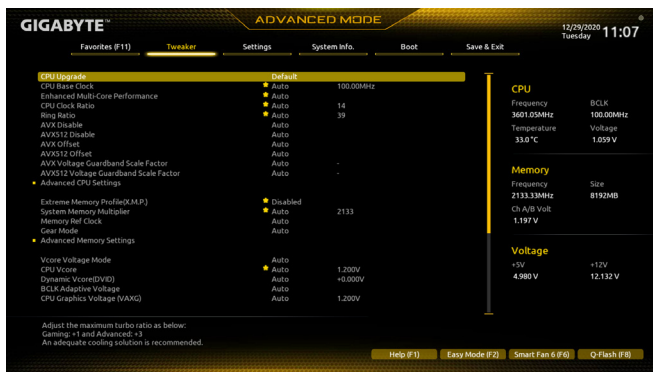 GIGABYTE™
ADVANCED MODE
12/29/2020 Tuesday 11:07
Favorites (F11) Tweaker Settings System Info. Boot Save & Exit
CPU Upgrade Default
CPU Base Clock Auto 100.00MHz
Enhanced Multi-Core Performance Auto
CPU Clock Ratio Auto 14
Ring Ratio Auto 39
AVX Disable Auto
AVX512 Disable Auto
AVX Offset Auto
AVX512 Offset Auto
AVX Voltage Guardband Scale Factor Auto -
AVX512 Voltage Guardband Scale Factor Auto -
Advanced CPU Settings
Extreme Memory Profile(X.M.P.) Disabled
System Memory Multiplier Auto 2133
Memory Ref Clock Auto
Gear Mode Auto
Advanced Memory Settings
Vcore Voltage Mode Auto
CPU Vcore Auto 1.200V
Dynamic Vcore(DVID) Auto +0.000V
BCLK Adaptive Voltage Auto
CPU Graphics Voltage (VAXG) Auto 1.200V
CPU
Frequency BCLK
3601.05MHz 100.00MHz
Temperature Voltage
33.0 °C 1.059 V
Memory
Frequency Size
2133.33MHz 8192MB
Ch A/B Volt
1.197 V
Voltage
+5V +12V
4.980 V 12.132 V
Adjust the maximum turbo ratio as below:
Gaming: +1 and Advanced: +3
An adequate cooling solution is recommended.
Help (F1) Easy Mode (F2) Smart Fan 6 (F6) Q-Flash (F8)